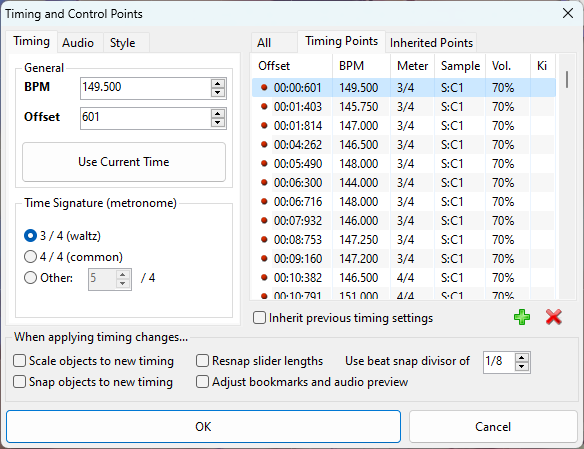 Timing and Control Points
Timing Audio Style
General
BPM 149.500
Offset 601
Use Current Time
Time Signature (metronome)
3 / 4 (waltz)
4 / 4 (common)
Other: 5 / 4
All Timing Points Inherited Points
Offset BPM Meter Sample Vol. Ki
00:00:601 149.500 3/4 S:C1 70%
00:01:403 145.750 3/4 S:C1 70%
00:01:814 147.000 3/4 S:C1 70%
00:04:262 146.500 3/4 S:C1 70%
00:05:490 148.000 3/4 S:C1 70%
00:06:300 144.000 3/4 S:C1 70%
00:06:716 148.000 3/4 S:C1 70%
00:07:932 146.000 3/4 S:C1 70%
00:08:753 147.250 3/4 S:C1 70%
00:09:160 147.200 3/4 S:C1 70%
00:10:382 146.500 4/4 S:C1 70%
00:10:791 151.000 4/4 S:C1 70%
Inherit previous timing settings
When applying timing changes...
Scale objects to new timing Resnap slider lengths Use beat snap divisor of 1/8
Snap objects to new timing Adjust bookmarks and audio preview
OK Cancel